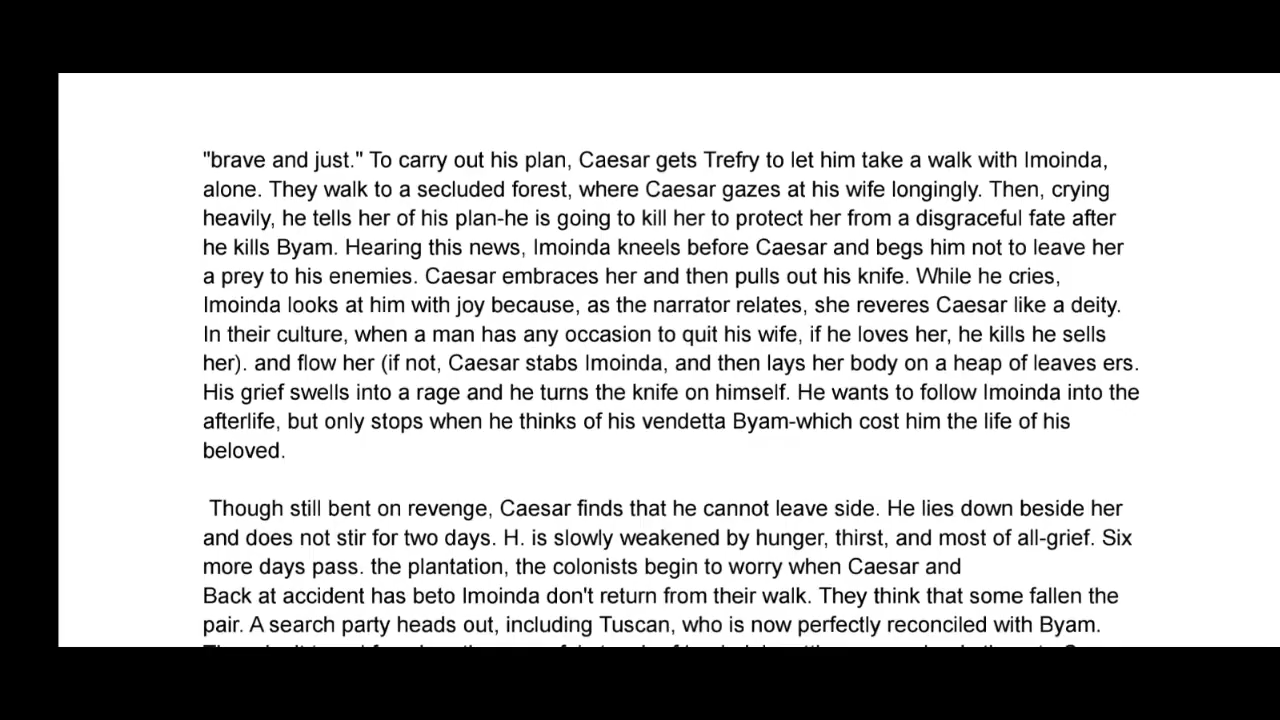 "brave and just." To carry out his plan, Caesar gets Trefry to let him take a walk with Imoinda,
alone. They walk to a secluded forest, where Caesar gazes at his wife longingly. Then, crying
heavily, he tells her of his plan-he is going to kill her to protect her from a disgraceful fate after
he kills Byam. Hearing this news, Imoinda kneels before Caesar and begs him not to leave her
a prey to his enemies. Caesar embraces her and then pulls out his knife. While he cries,
Imoinda looks at him with joy because, as the narrator relates, she reveres Caesar like a deity.
In their culture, when a man has any occasion to quit his wife, if he loves her, he kills he sells
her). and flow her (if not, Caesar stabs Imoinda, and then lays her body on a heap of leaves ers.
His grief swells into a rage and he turns the knife on himself. He wants to follow Imoinda into the
afterlife, but only stops when he thinks of his vendetta Byam-which cost him the life of his
beloved.
Though still bent on revenge, Caesar finds that he cannot leave side. He lies down beside her
and does not stir for two days. H. is slowly weakened by hunger, thirst, and most of all-grief. Six
more days pass. the plantation, the colonists begin to worry when Caesar and
Back at accident has beto Imoinda don't return from their walk. They think that some fallen the
pair. A search party heads out, including Tuscan, who is now perfectly reconciled with Byam.